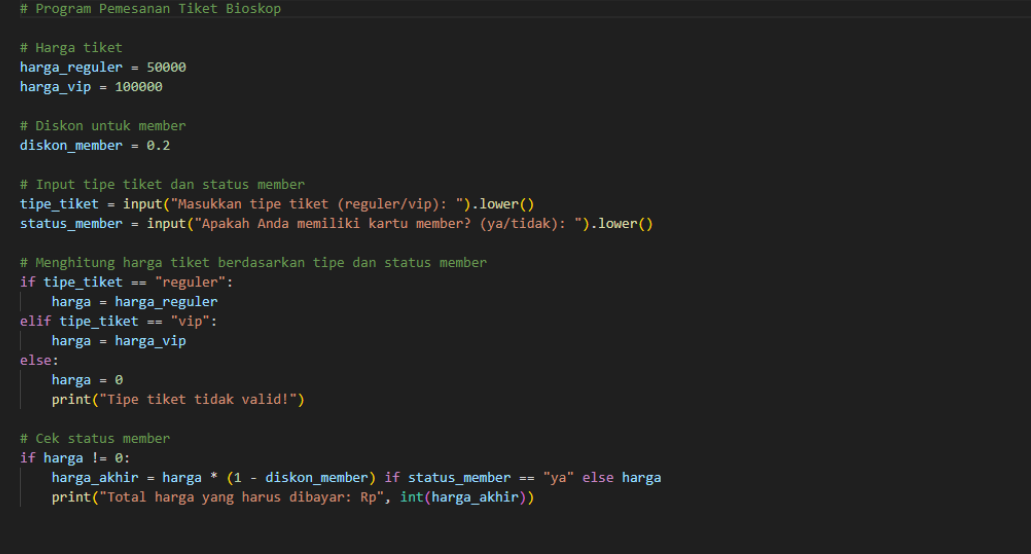 # Program Pemesanan Tiket Bioskop
# Harga tiket
harga_reguler = 50000
harga_vip = 100000
# Diskon untuk member
diskon_member = 0.2
# Input tipe tiket dan status member
tipe_tiket = input("Masukkan tipe tiket (reguler/vip): ").lower()
status_member = input("Apakah Anda memiliki kartu member? (ya/tidak): ").lower()
# Menghitung harga tiket berdasarkan tipe dan status member
if tipe_tiket == "reguler":
    harga = harga_reguler
elif tipe_tiket == "vip":
    harga = harga_vip
else:
    harga = 0
    print("Tipe tiket tidak valid!")
# Cek status member
if harga != 0:
    harga_akhir = harga * (1 - diskon_member) if status_member == "ya" else harga
    print("Total harga yang harus dibayar: Rp", int(harga_akhir))